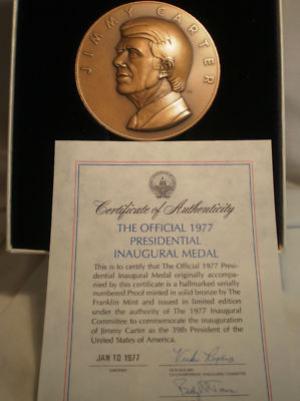 JIMMY CARTER
Certificate of Authenticity
THE OFFICIAL 1977
PRESIDENTIAL
INAUGURAL MEDAL
This is to certify that The Official 1977 Presi-
dential Inaugural Medal originally accompa-
nied by this certificate is a hallmarked serially
numbered Proof minted in solid bronze by The
Franklin Mint and issued in limited edition
under the authority of The 1977 Inaugural
Committee to commemorate the inauguration
of Jimmy Carter as the 39th President of the
United States of America.
JAN 10 1977